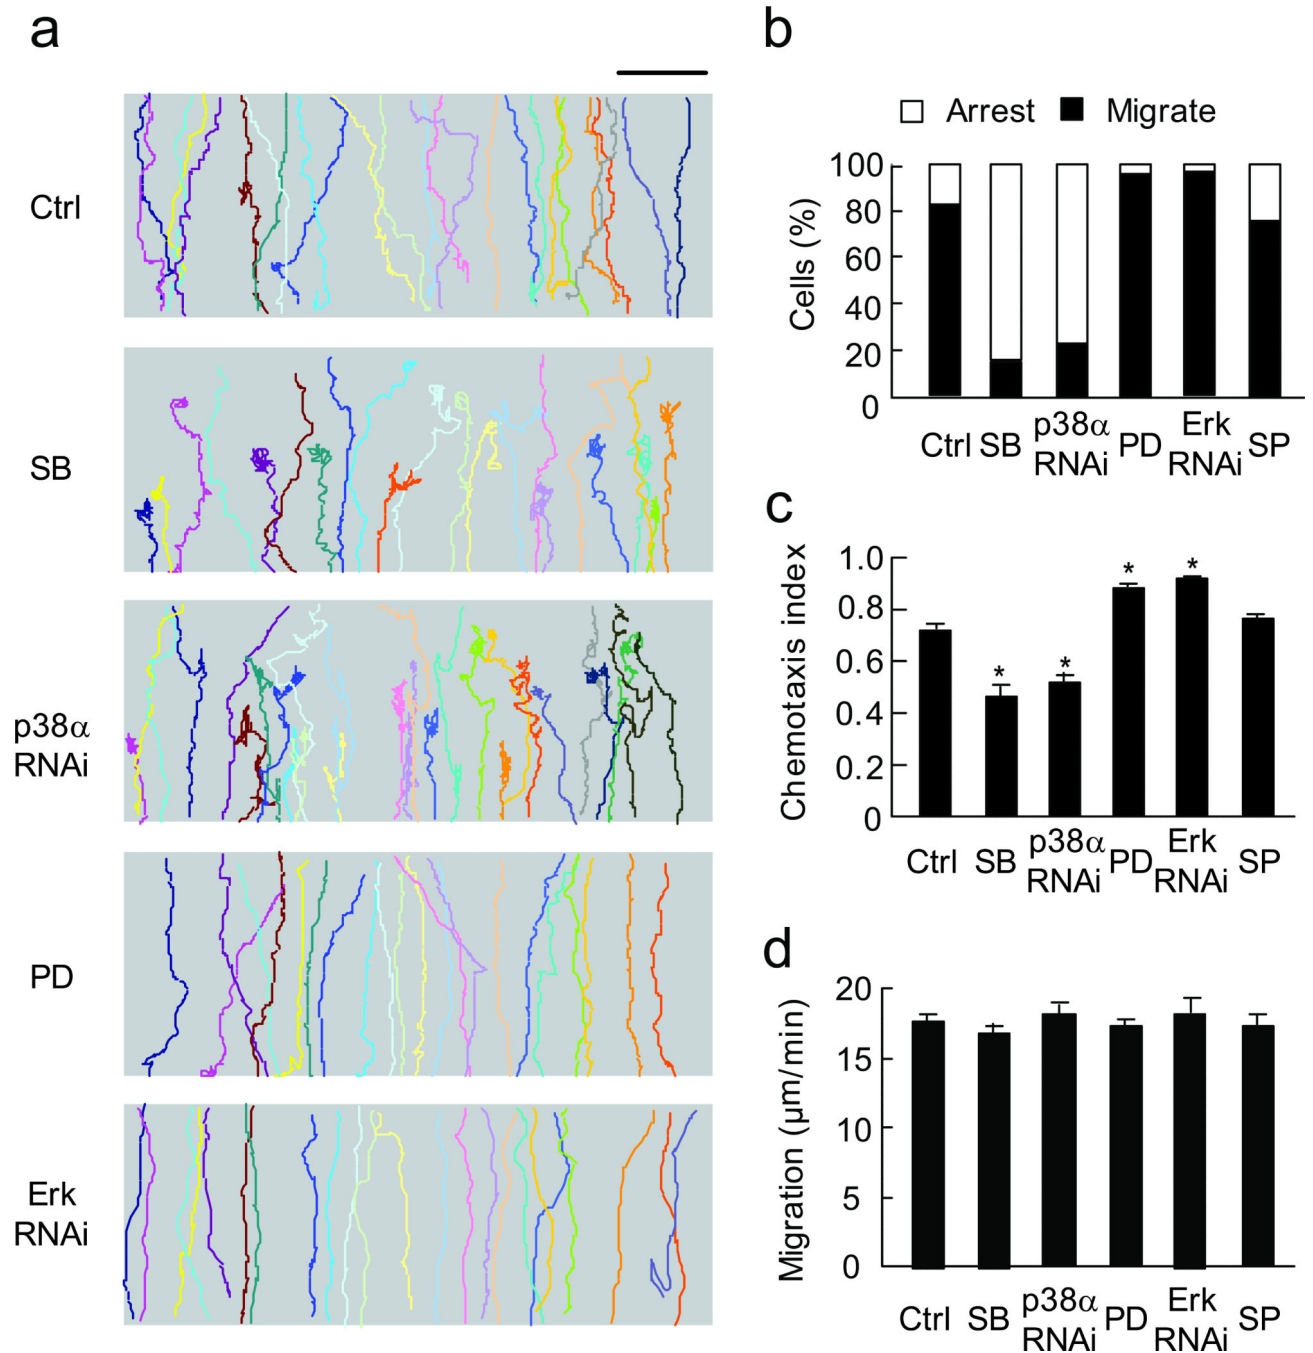 a
Ctrl
SB
p38α
RNAi
PD
Erk
RNAi
b
Arrest Migrate
100
80
60
40
20
0
Cells (%)
Ctrl SB p38α RNAi PD Erk RNAi SP
c
1.0
0.8
0.6
0.4
0.2
0
Chemotaxis index
* * * *
Ctrl SB p38α RNAi PD Erk RNAi SP
d
20
15
10
5
0
Migration (µm/min)
Ctrl SB p38α RNAi PD Erk RNAi SP